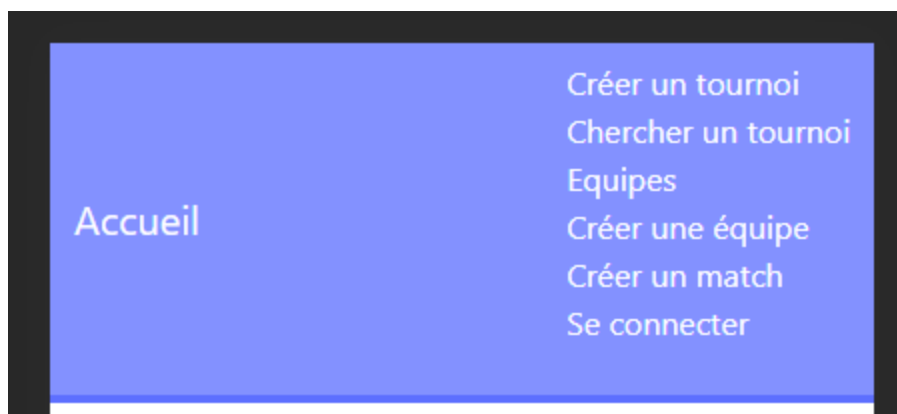 Accueil
Créer un tournoi
Chercher un tournoi
Equipes
Créer une équipe
Créer un match
Se connecter